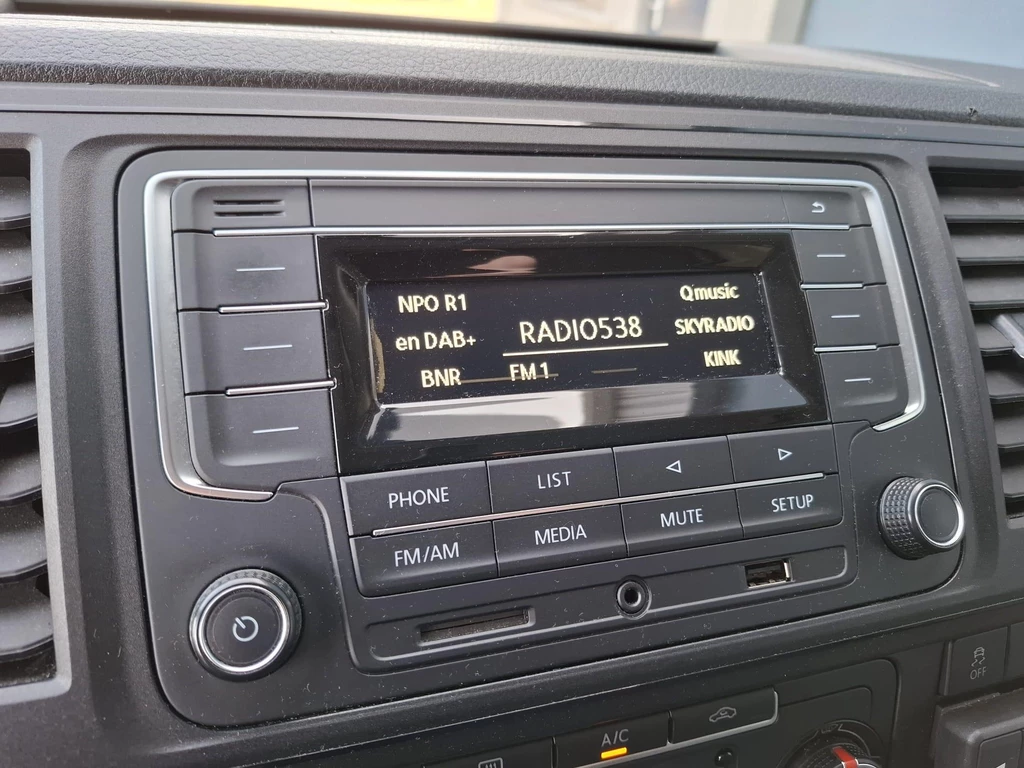 NPO R1
en DAB+
BNR
RADIO538
FM 1
Qmusic
SKYRADIO
KINK
PHONE
LIST
FM/AM
MEDIA
MUTE
SETUP
A/C
OFF